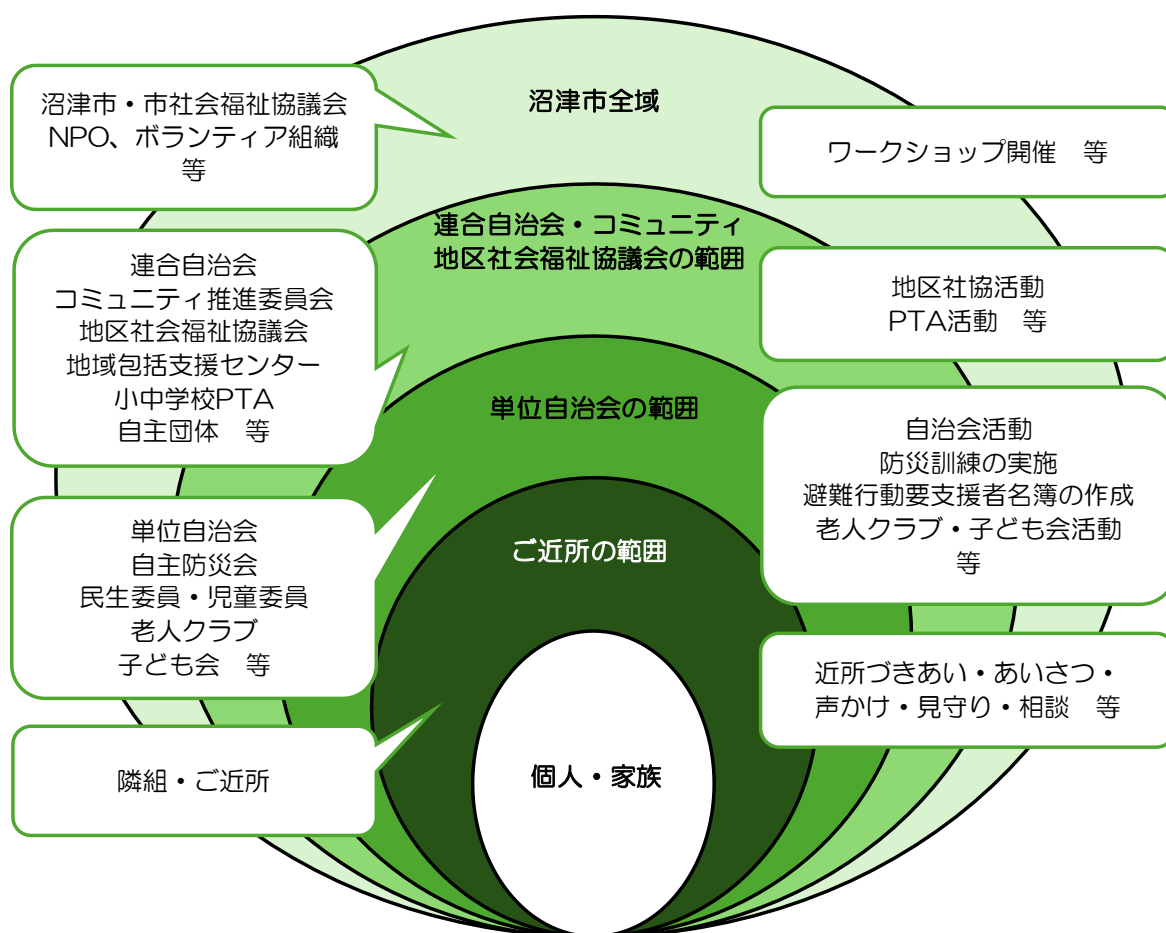 沼津市全域
沼津市・市社会福祉協議会
NPO、ボランティア組織
等
ワークショップ開催　等
連合自治会・コミュニティ
地区社会福祉協議会の範囲
連合自治会
コミュニティ推進委員会
地区社会福祉協議会
地域包括支援センター
小中学校PTA
自主団体　等
地区社協活動
PTA活動　等
単位自治会の範囲
単位自治会
自主防災会
民生委員・児童委員
老人クラブ
子ども会　等
自治会活動
防災訓練の実施
避難行動要支援者名簿の作成
老人クラブ・子ども会活動
等
ご近所の範囲
隣組・ご近所
近所づきあい・あいさつ・
声かけ・見守り・相談　等
個人・家族